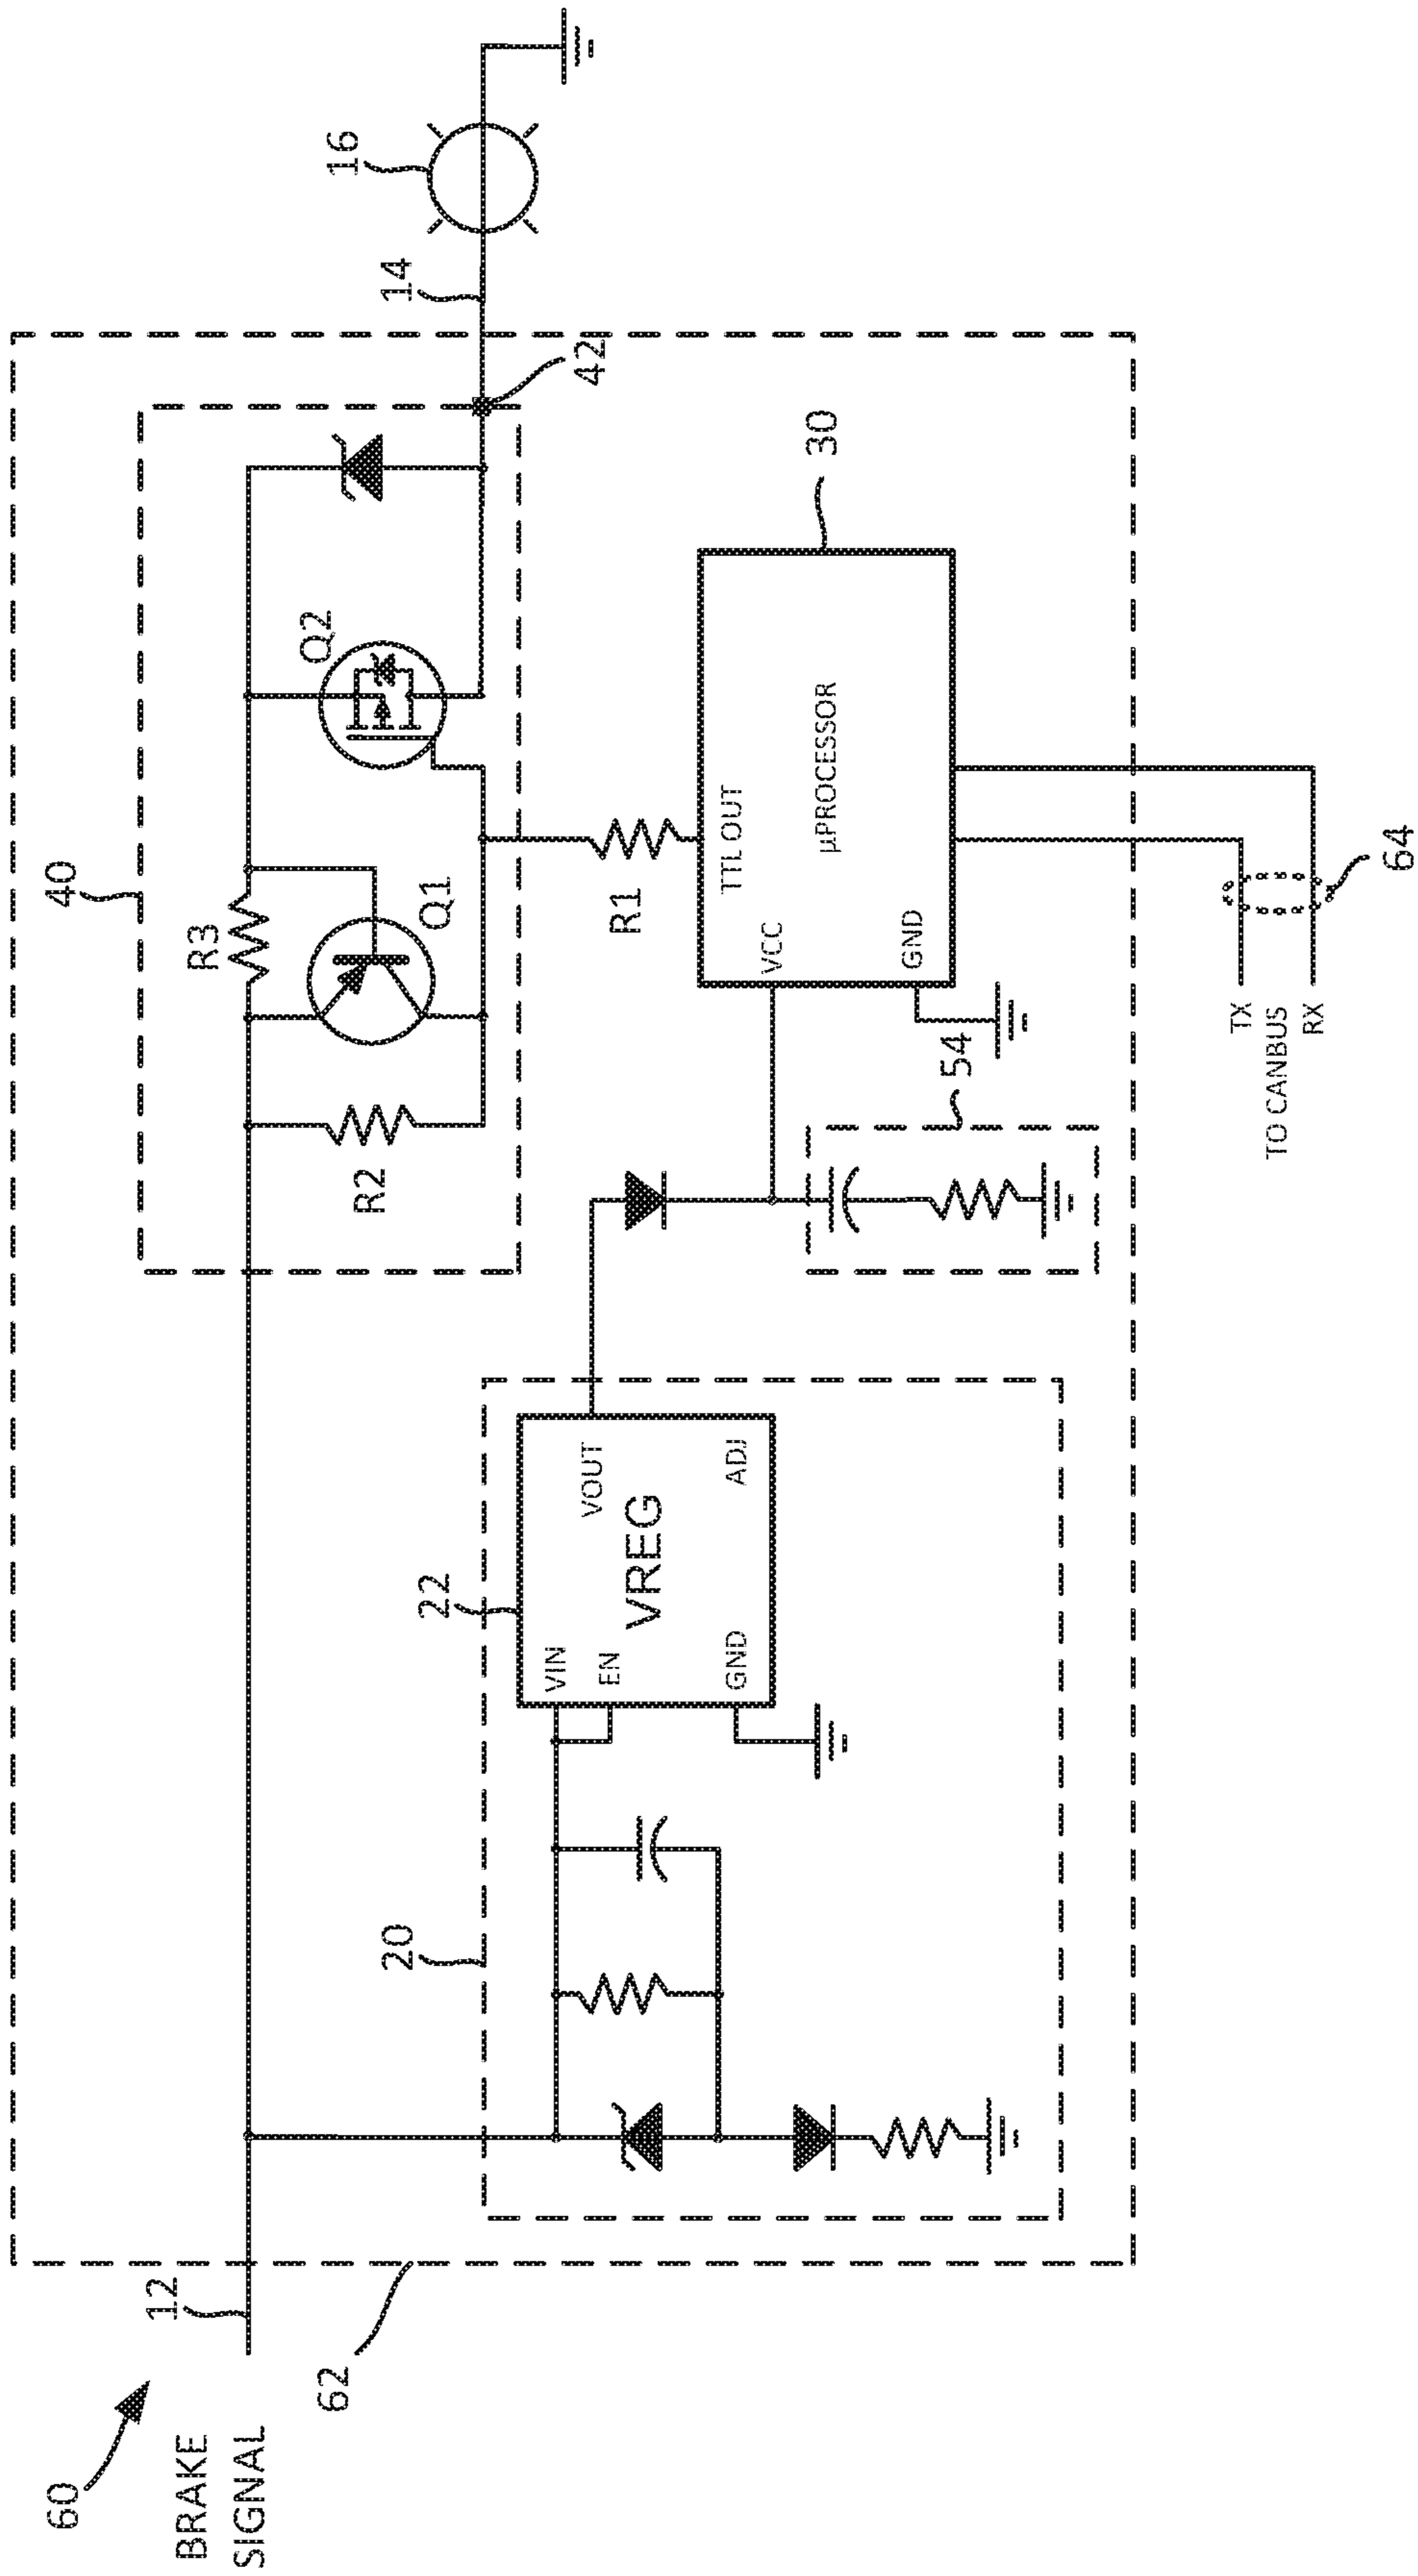 60
BRAKE
SIGNAL
12
62
20
22
VIN
EN
GND
VOUT
ADJ
VREG
40
R2
R3
Q1
Q2
R1
42
14
16
30
TTL OUT
VCC
GND
µPROCESSOR
54
TX
TO CANBUS
RX
64